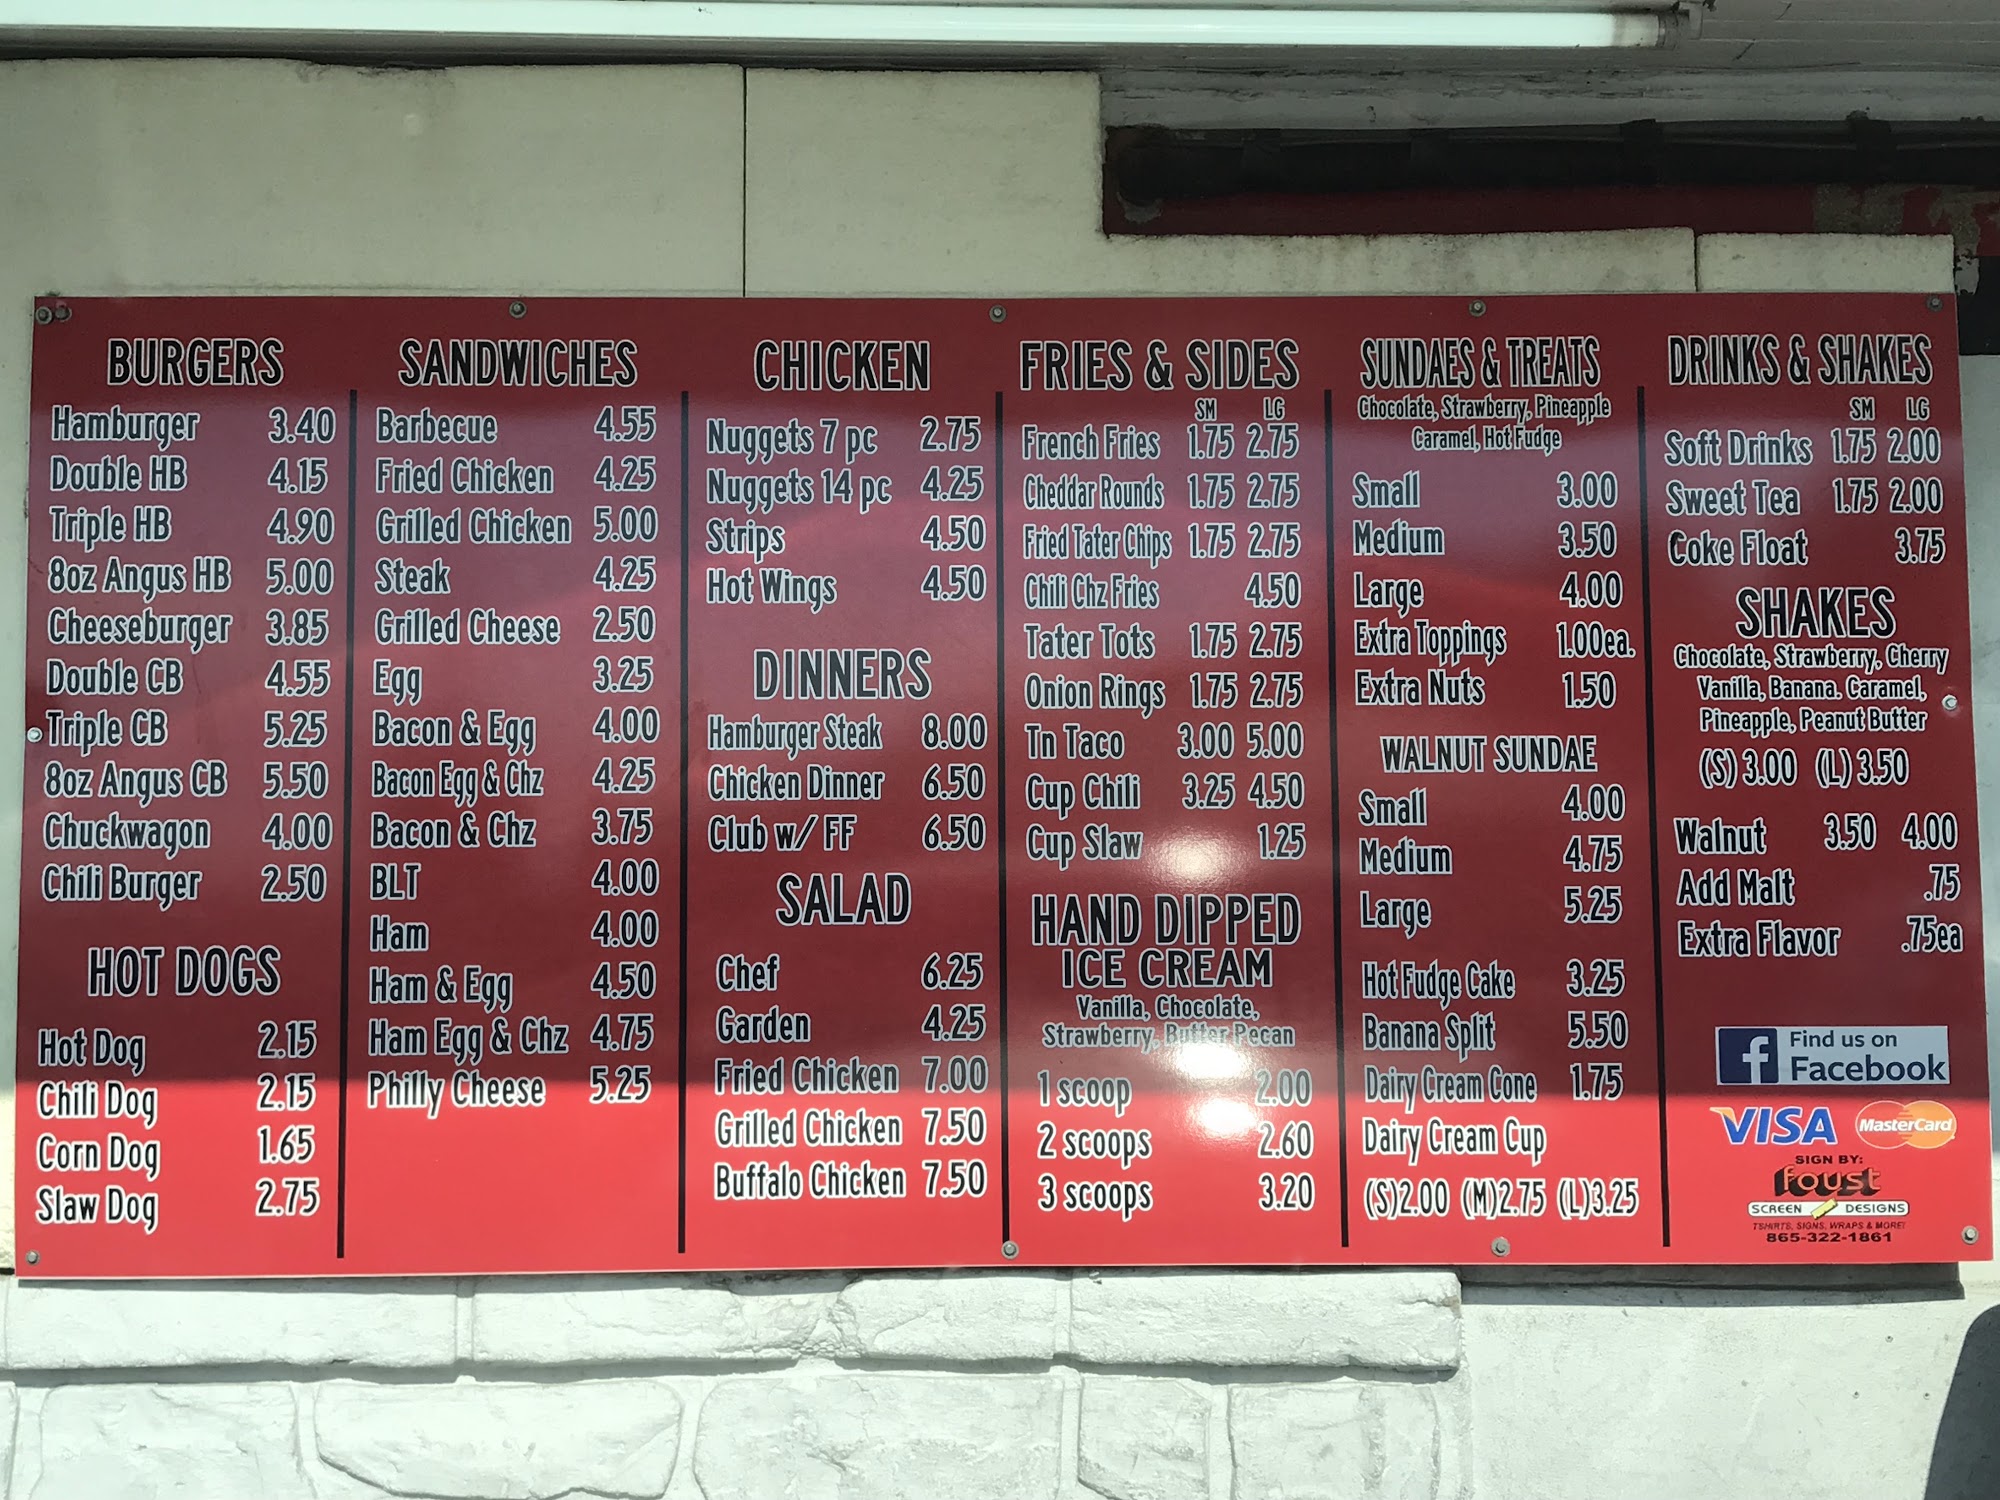 BURGERS
Hamburger 3.40
Double HB 4.15
Triple HB 4.90
8oz Angus HB 5.00
Cheeseburger 3.85
Double CB 4.55
Triple CB 5.25
8oz Angus CB 5.50
Chuckwagon 4.00
Chili Burger 2.50
HOT DOGS
Hot Dog 2.15
Chili Dog 2.15
Corn Dog 1.65
Slaw Dog 2.75
SANDWICHES
Barbecue 4.55
Fried Chicken 4.25
Grilled Chicken 5.00
Steak 4.25
Grilled Cheese 2.50
Egg 3.25
Bacon & Egg 4.00
Bacon Egg & Chz 4.25
Bacon & Chz 3.75
BLT 4.00
Ham 4.00
Ham & Egg 4.50
Ham Egg & Chz 4.75
Philly Cheese 5.25
CHICKEN
Nuggets 7 pc 2.75
Nuggets 14 pc 4.25
Strips 4.50
Hot Wings 4.50
DINNERS
Hamburger Steak 8.00
Chicken Dinner 6.50
Club w/ FF 6.50
SALAD
Chef 6.25
Garden 4.25
Fried Chicken 7.00
Grilled Chicken 7.50
Buffalo Chicken 7.50
FRIES & SIDES
SM LG
French Fries 1.75 2.75
Cheddar Rounds 1.75 2.75
Fried Tater Chips 1.75 2.75
Chili Chz Fries 4.50
Tater Tots 1.75 2.75
Onion Rings 1.75 2.75
Tn Taco 3.00 5.00
Cup Chili 3.25 4.50
Cup Slaw 1.25
HAND DIPPED
ICE CREAM
Vanilla, Chocolate,
Strawberry, Butter Pecan
1 scoop 2.00
2 scoops 2.60
3 scoops 3.20
SUNDAES & TREATS
Chocolate, Strawberry, Pineapple
Caramel, Hot Fudge
Small 3.00
Medium 3.50
Large 4.00
Extra Toppings 1.00ea.
Extra Nuts 1.50
WALNUT SUNDAE
Small 4.00
Medium 4.75
Large 5.25
Hot Fudge Cake 3.25
Banana Split 5.50
Dairy Cream Cone 1.75
Dairy Cream Cup
(S)2.00 (M)2.75 (L)3.25
DRINKS & SHAKES
SM LG
Soft Drinks 1.75 2.00
Sweet Tea 1.75 2.00
Coke Float 3.75
SHAKES
Chocolate, Strawberry, Cherry
Vanilla, Banana. Caramel,
Pineapple, Peanut Butter
(S) 3.00 (L) 3.50
Walnut 3.50 4.00
Add Malt .75
Extra Flavor .75ea
f Find us on
Facebook
VISA MasterCard
SIGN BY:
foust
SCREEN DESIGNS
TSHIRTS, SIGNS, WRAPS & MORE!
865-322-1861